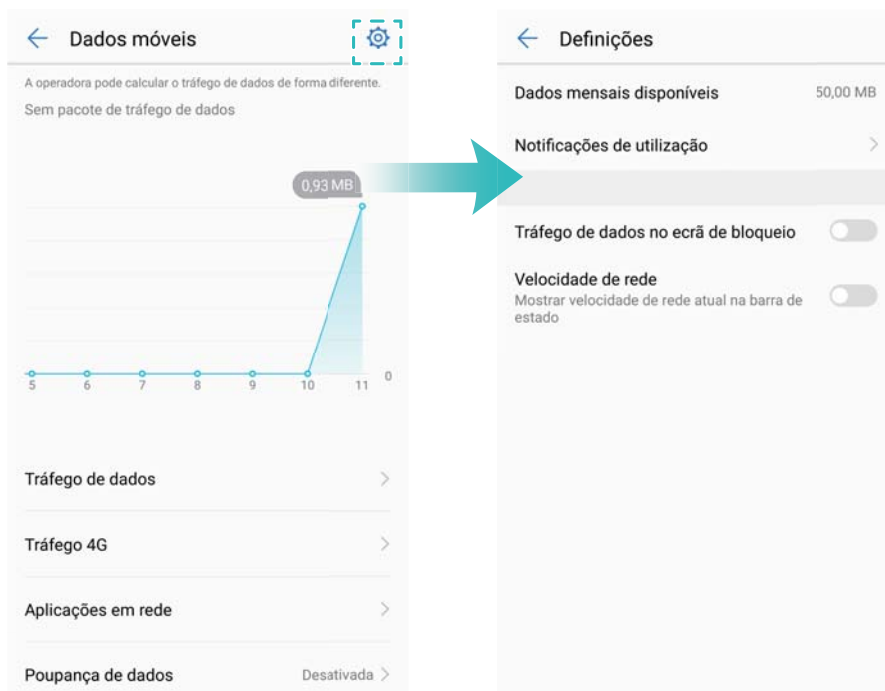 Dados móveis
A operadora pode calcular o tráfego de dados de forma diferente.
Sem pacote de tráfego de dados
0,93 MB
0
5 6 7 8 9 10 11
Tráfego de dados
Tráfego 4G
Aplicações em rede
Poupança de dados Desativada
Definições
Dados mensais disponíveis 50,00 MB
Notificações de utilização
Tráfego de dados no ecrã de bloqueio
Velocidade de rede
Mostrar velocidade de rede atual na barra de
estado